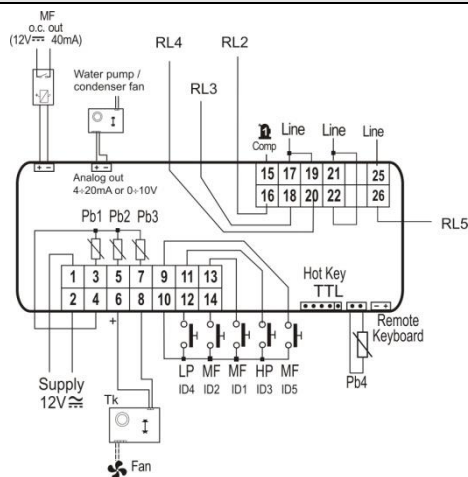 MF
o.c. out
(12V⎓ 40mA)
RL4
RL2
RL3
Water pump /
condenser fan
Comp
Line
Line
Line
15 17 19 21 25
16 18 20 22 26
+ -
+ -
Analog out
4÷20mA or 0÷10V
RL5
Pb1 Pb2 Pb3
1 3 5 7 9 11 13
2 4 6 8 10 12 14
Hot Key
TTL
+ -
Remote
Keyboard
+
LP MF MF HP MF
ID4 ID2 ID1 ID3 ID5
Pb4
Supply
12V
Tk
Fan